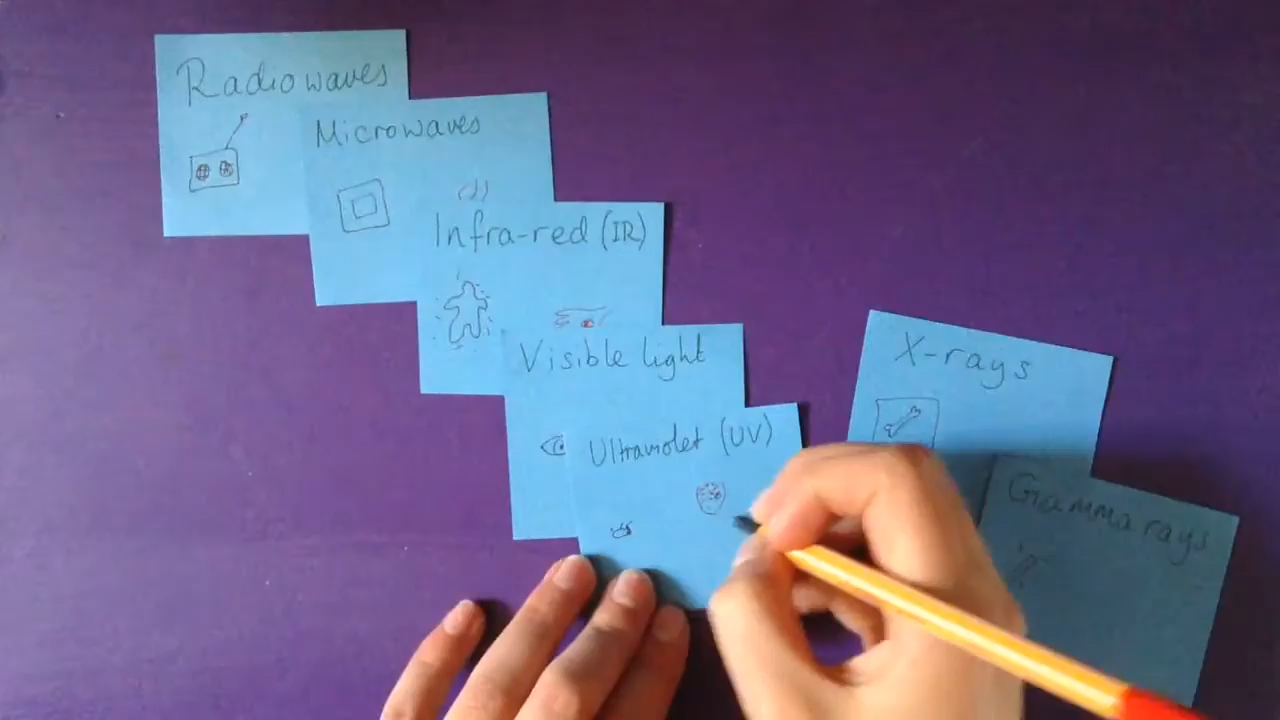 Radiowaves
Microwaves
Infra-red (IR)
Visible light
Ultraviolet (UV)
X-rays
Gamma rays